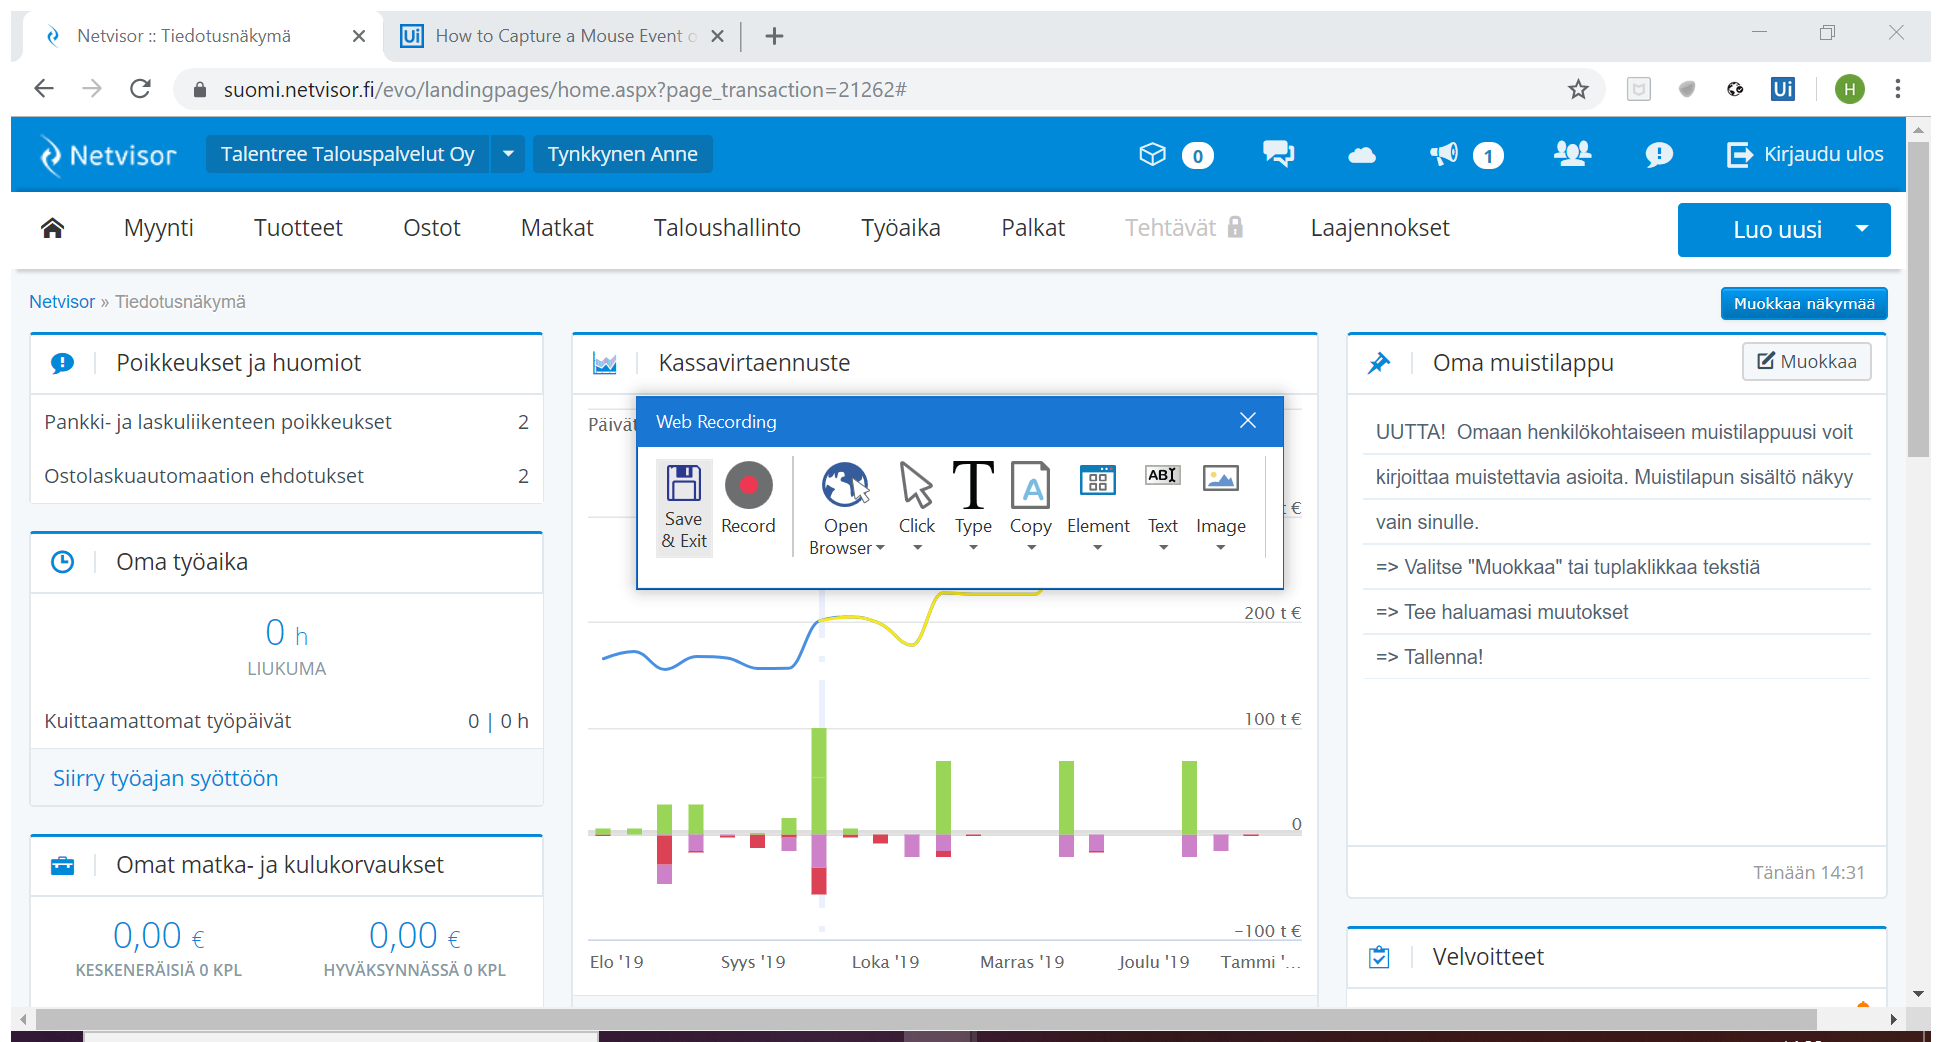 Netvisor :: Tiedotusnäkymä
Ui How to Capture a Mouse Event o
suomi.netvisor.fi/evo/landingpages/home.aspx?page_transaction=21262#
Ui
H
Netvisor
Talentree Talouspalvelut Oy
Tynkkynen Anne
0
1
Kirjaudu ulos
Myynti
Tuotteet
Ostot
Matkat
Taloushallinto
Työaika
Palkat
Tehtävät
Laajennokset
Luo uusi
Netvisor » Tiedotusnäkymä
Muokkaa näkymää
Poikkeukset ja huomiot
Pankki- ja laskuliikenteen poikkeukset 2
Ostolaskuautomaation ehdotukset 2
Oma työaika
0 h
LIUKUMA
Kuittaamattomat työpäivät 0 | 0 h
Siirry työajan syöttöön
Omat matka- ja kulukorvaukset
0,00 €
KESKENERÄISIÄ 0 KPL
0,00 €
HYVÄKSYNNÄSSÄ 0 KPL
Kassavirtaennuste
Päivät
Web Recording
Save
& Exit
Record
Open
Browser
Click
T
Type
A
Copy
Element
ABI
Text
Image
t €
200 t €
100 t €
0
−100 t €
Elo '19
Syys '19
Loka '19
Marras '19
Joulu '19
Tammi '...
Oma muistilappu
Muokkaa
UUTTA! Omaan henkilökohtaiseen muistilappuusi voit
kirjoittaa muistettavia asioita. Muistilapun sisältö näkyy
vain sinulle.
=> Valitse "Muokkaa" tai tuplaklikkaa tekstiä
=> Tee haluamasi muutokset
=> Tallenna!
Tänään 14:31
Velvoitteet